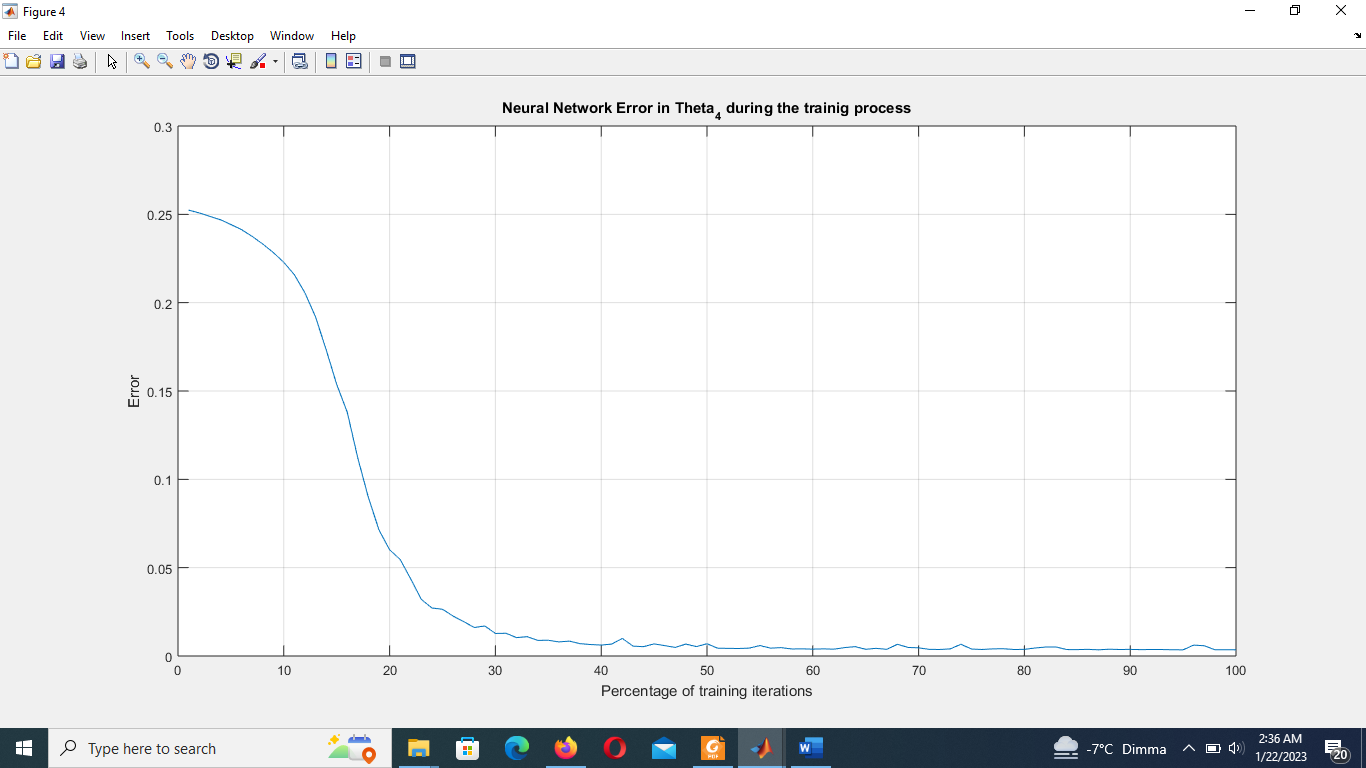 Figure 4
File Edit View Insert Tools Desktop Window Help
Neural Network Error in Theta4 during the trainig process
0.3
0.25
0.2
0.15
0.1
0.05
0
Error
0 10 20 30 40 50 60 70 80 90 100
Percentage of training iterations
Type here to search
G
PDF
W
-7°C Dimma
2:36 AM
1/22/2023
20